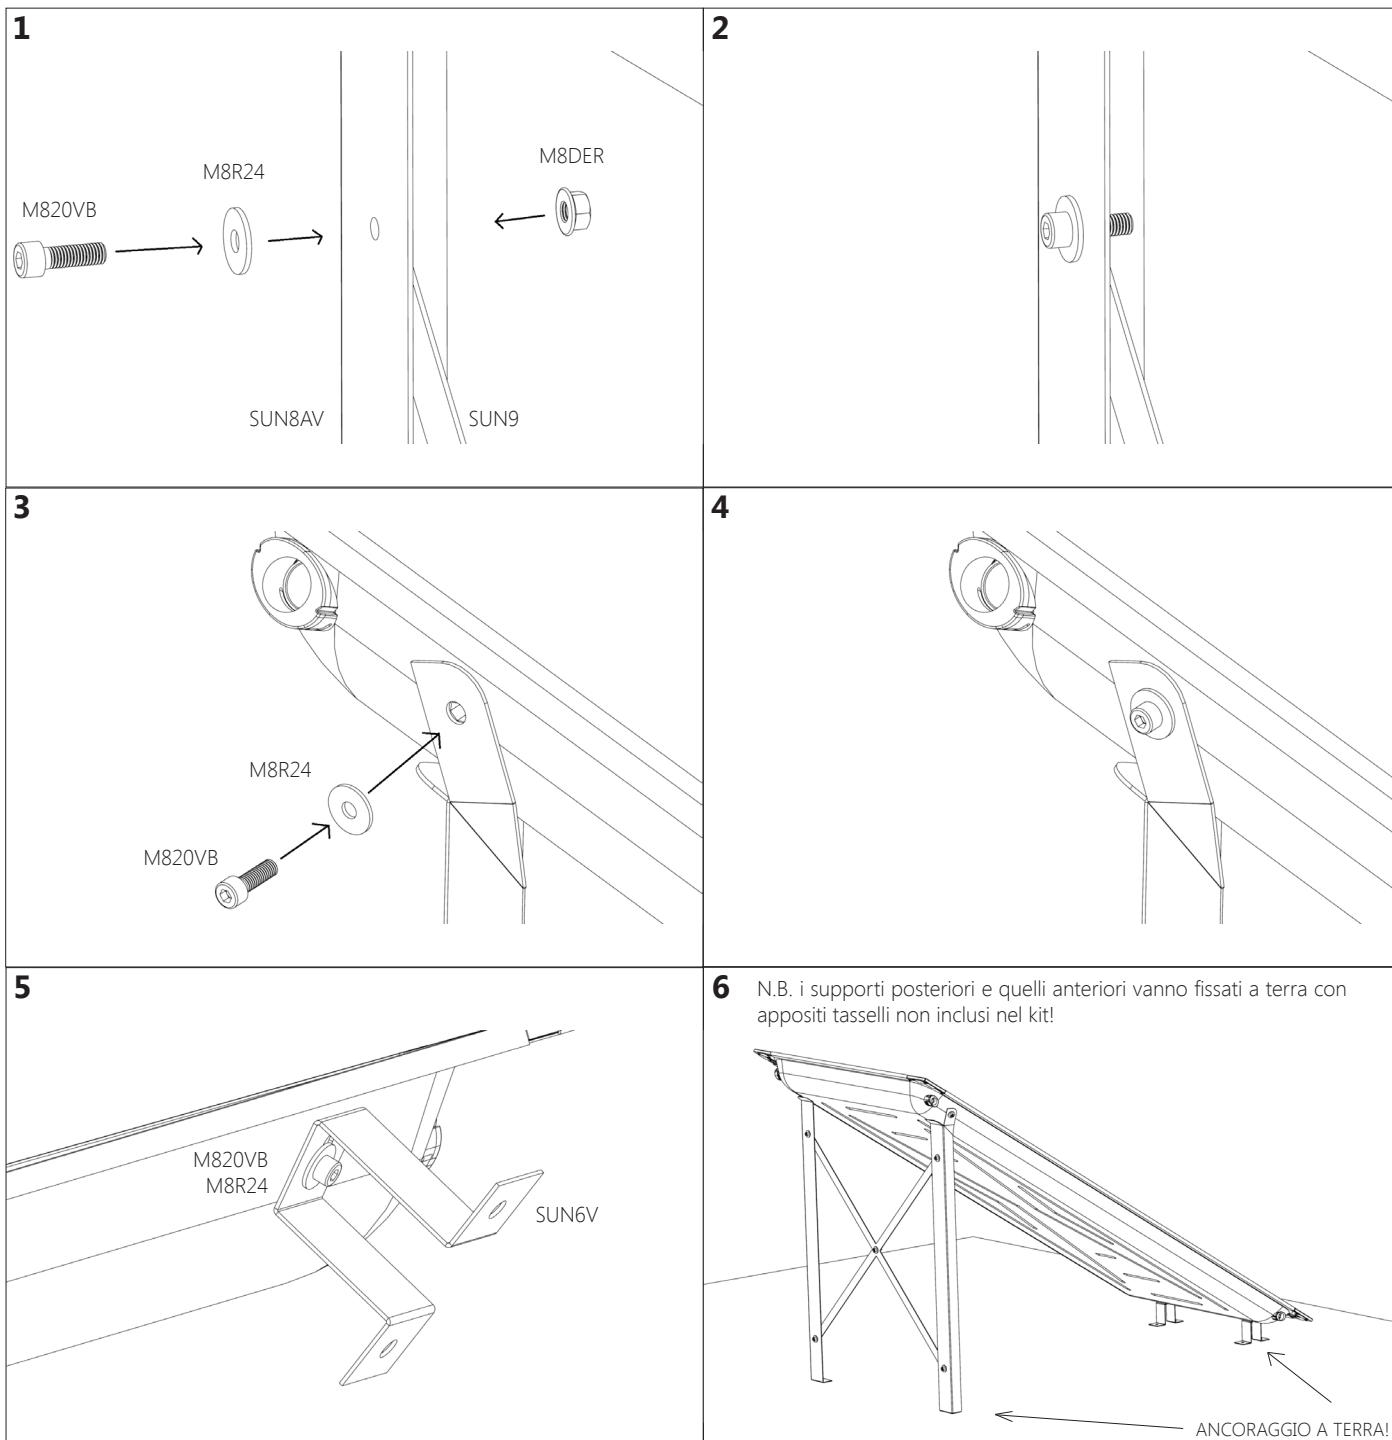 1
M820VB
M8R24
M8DER
SUN8AV
SUN9
2
3
M8R24
M820VB
4
5
M820VB
M8R24
SUN6V
6
N.B. i supporti posteriori e quelli anteriori vanno fissati a terra con
appositi tasselli non inclusi nel kit!
ANCORAGGIO A TERRA!